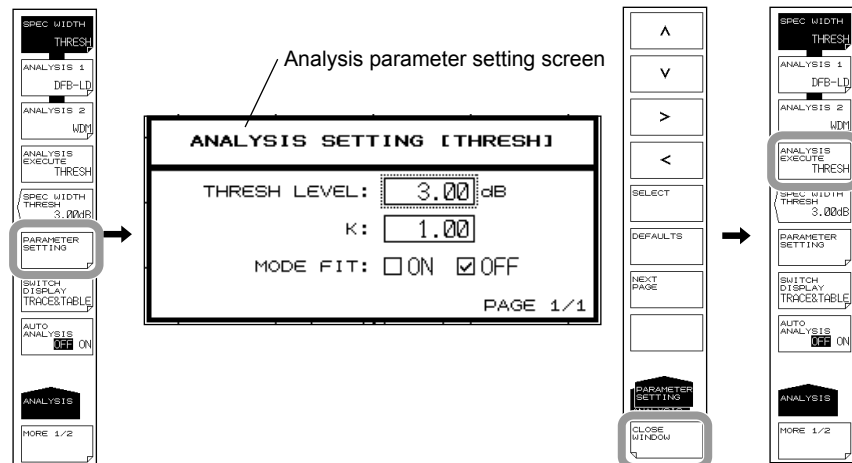 SPEC WIDTH
THRESH
ANALYSIS 1
DFB-LD
ANALYSIS 2
WDM
ANALYSIS
EXECUTE
THRESH
SPEC WIDTH
THRESH
3.00dB
PARAMETER
SETTING
SWITCH
DISPLAY
TRACE&TABLE
AUTO
ANALYSIS
OFF ON
ANALYSIS
MORE 1/2
Analysis parameter setting screen
ANALYSIS SETTING [THRESH]
THRESH LEVEL: 3.00 dB
K: 1.00
MODE FIT: ON OFF
PAGE 1/1
SELECT
DEFAULTS
NEXT
PAGE
PARAMETER
SETTING
CLOSE
WINDOW
SPEC WIDTH
THRESH
ANALYSIS 1
DFB-LD
ANALYSIS 2
WDM
ANALYSIS
EXECUTE
THRESH
SPEC WIDTH
THRESH
3.00dB
PARAMETER
SETTING
SWITCH
DISPLAY
TRACE&TABLE
AUTO
ANALYSIS
OFF ON
ANALYSIS
MORE 1/2